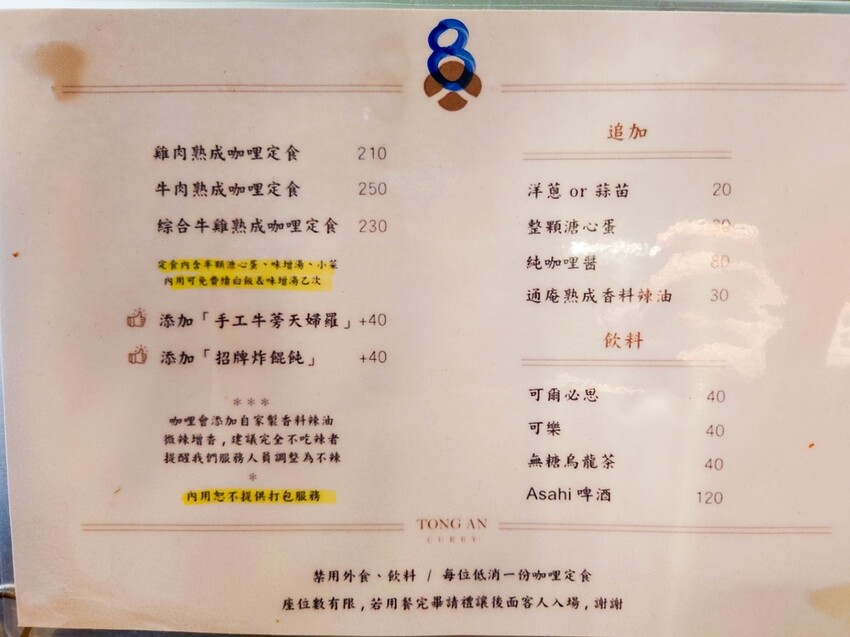 8
雞肉熟成咖哩定食 210
牛肉熟成咖哩定食 250
綜合牛雞熟成咖哩定食 230
定食內含半顆溏心蛋、味增湯、小菜
內用可免費續白飯&味增湯乙次
添加「手工牛蒡天婦羅」+40
添加「招牌炸餛飩」 +40
***
咖哩會添加自家製香料辣油
微辣增香，建議完全不吃辣者
提醒我們服務人員調整為不辣
*
內用恕不提供打包服務
追加
洋蔥 or 蒜苗 20
整顆溏心蛋
純咖哩醬 80
通庵熟成香料辣油 30
飲料
可爾必思 40
可樂 40
無糖烏龍茶 40
Asahi 啤酒 120
TONG AN
CURRY
禁用外食、飲料 / 每位低消一份咖哩定食
座位數有限，若用餐完畢請禮讓後面客人入場，謝謝